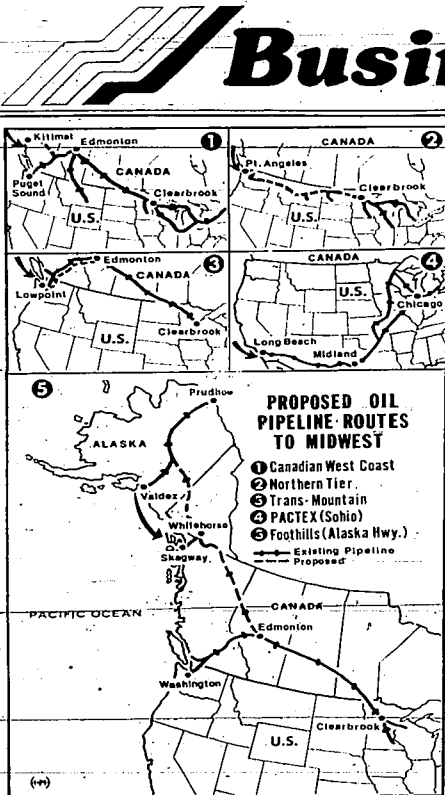 Busi
1
Kitimat
Edmonton
CANADA
Puget
Sound
Clearbrook
U.S.
2
CANADA
Pt. Angeles
Clearbrook
U.S.
3
Edmonton
CANADA
Lowpoint
U.S.
Clearbrook
4
CANADA
U.S.
Chicago
Long Beach
Midland
5
Prudhoe
ALASKA
Valdez
Whitehorse
Skagway
PACIFIC OCEAN
CANADA
Edmonton
Washington
Clearbrook
U.S.
PROPOSED OIL
PIPELINE ROUTES
TO MIDWEST
1 Canadian West Coast
2 Northern Tier
3 Trans-Mountain
4 PACTEX (Sohio)
5 Foothills (Alaska Hwy.)
Existing Pipeline
Proposed